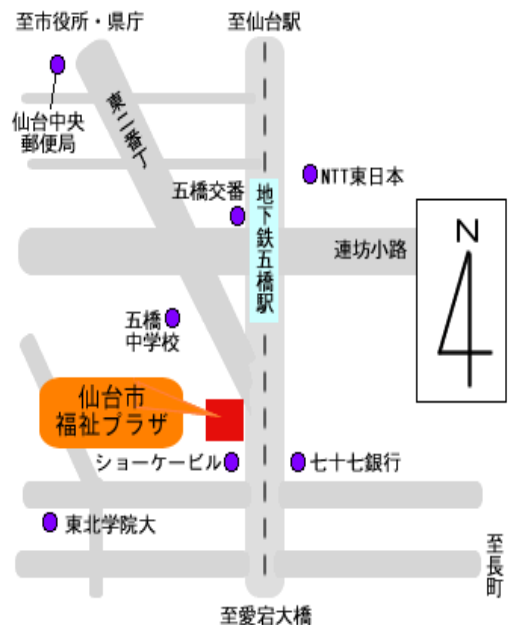 至市役所・県庁
至仙台駅
仙台中央
郵便局
東二番丁
NTT東日本
五橋交番
地下鉄五橋駅
連坊小路
N
五橋
中学校
仙台市
福祉プラザ
ショーケービル
七十七銀行
東北学院大
至長町
至愛宕大橋